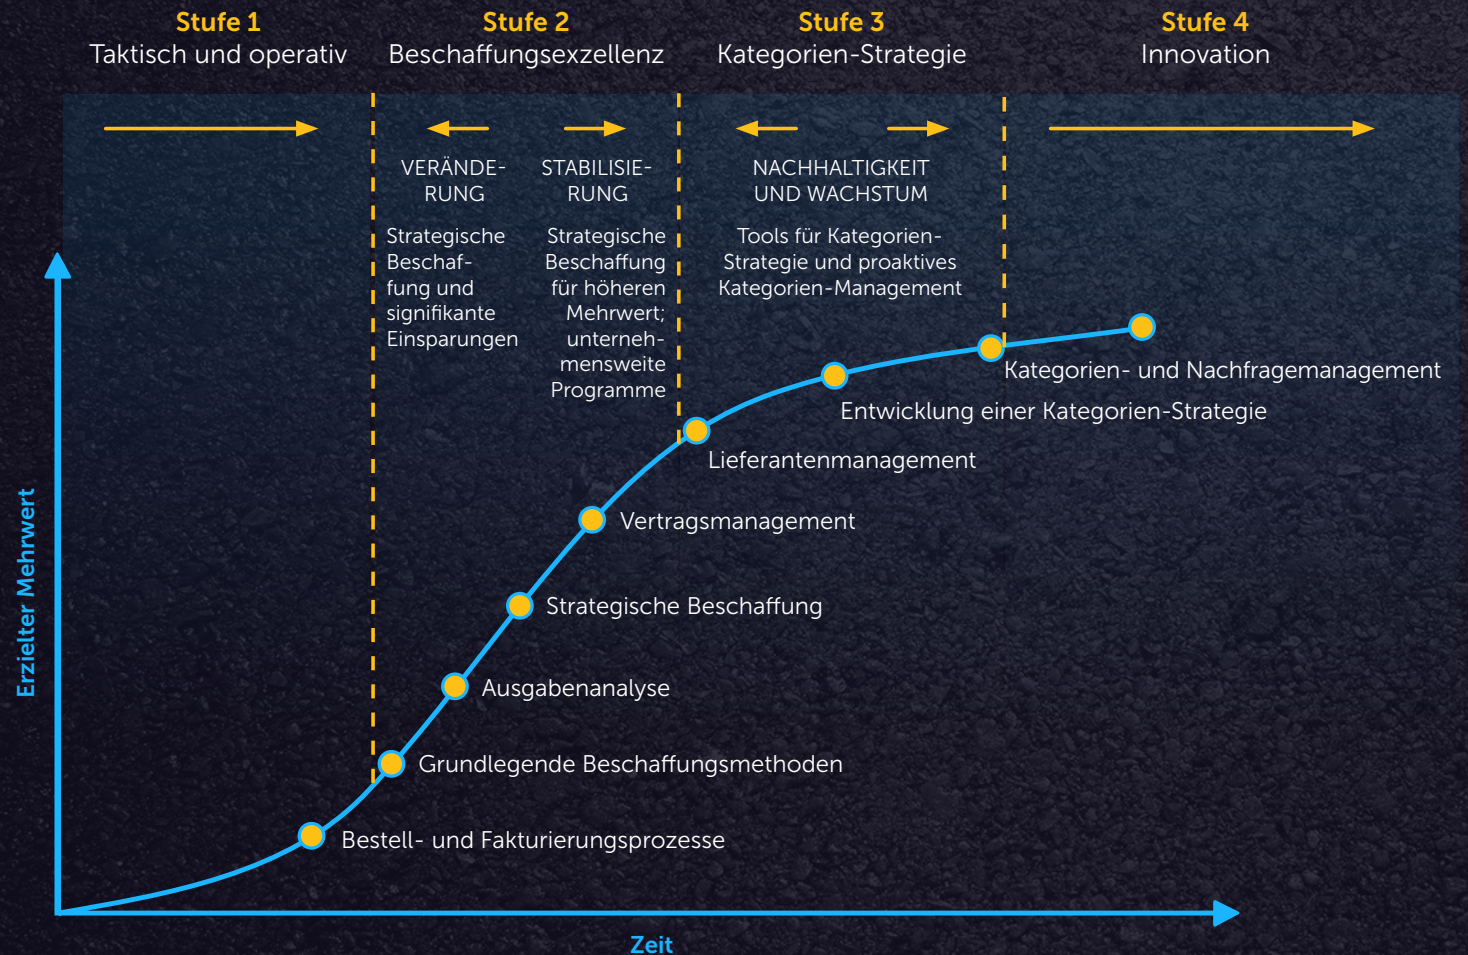 Stufe 1
Taktisch und operativ
Stufe 2
Beschaffungsexzellenz
Stufe 3
Kategorien-Strategie
Stufe 4
Innovation
VERÄNDE-
RUNG
Strategische
Beschaf-
fung und
signifikante
Einsparungen
STABILISIE-
RUNG
Strategische
Beschaffung
für höheren
Mehrwert;
unterneh-
mensweite
Programme
NACHHALTIGKEIT
UND WACHSTUM
Tools für Kategorien-
Strategie und proaktives
Kategorien-Management
Kategorien- und Nachfragemanagement
Entwicklung einer Kategorien-Strategie
Lieferantenmanagement
Vertragsmanagement
Strategische Beschaffung
Ausgabenanalyse
Grundlegende Beschaffungsmethoden
Bestell- und Fakturierungsprozesse
Erzielter Mehrwert
Zeit